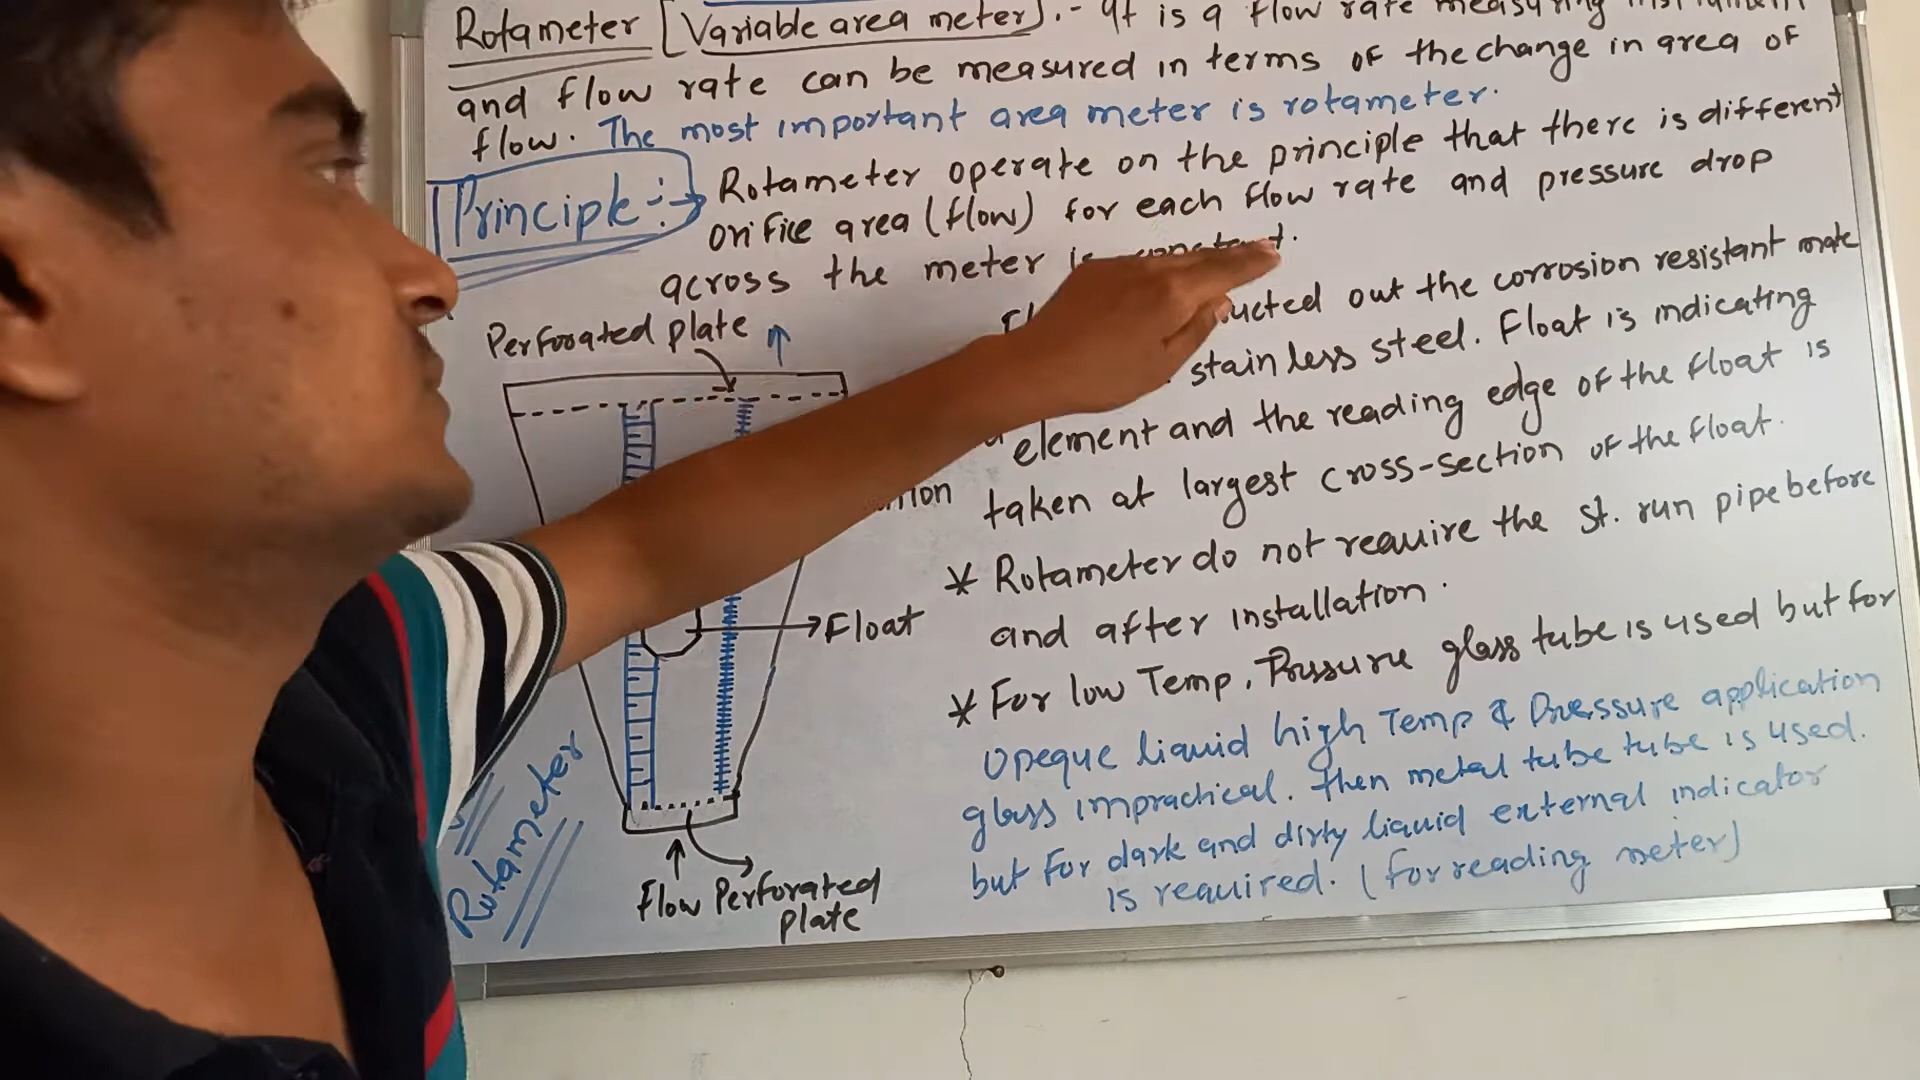 Rotameter [Variable area meter].- It is a flow rate measuring instrument
and flow rate can be measured in terms of the change in area of
flow. The most important area meter is rotameter.
Principle:- → Rotameter operate on the principle that there is different
orifice area (flow) for each flow rate and pressure drop
across the meter is constant.
Perforated plate
ucted out the corrosion resistant mate
stainless steel. Float is indicating
element and the reading edge of the float is
taken at largest cross-section of the float.
* Rotameter do not require the st. run pipe before
and after installation.
* For low Temp, Pressure glass tube is used but for
opeque liquid high Temp & Pressure application
glass impractical. Then metal tube tube is used.
but for dark and dirty liquid external indicator
is required. (for reading meter)
Float
Flow
Perforated
plate
Rotameter